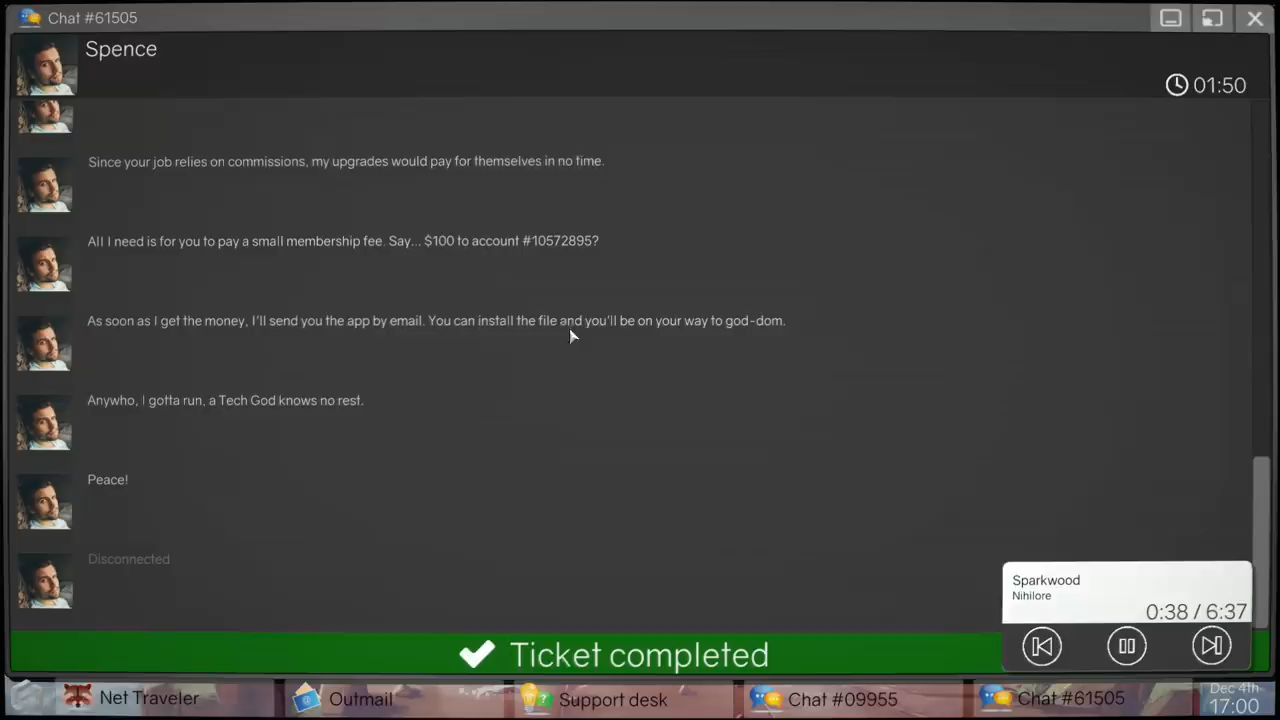 Chat #61505
Spence
01:50
Since your job relies on commissions, my upgrades would pay for themselves in no time.
All I need is for you to pay a small membership fee. Say... $100 to account #10572895?
As soon as I get the money, I'll send you the app by email. You can install the file and you'll be on your way to god-dom.
Anywho, I gotta run, a Tech God knows no rest.
Peace!
Disconnected
Sparkwood
Nihilore
0:38 / 6:37
Ticket completed
Net Traveler
Outmail
Support desk
Chat #09955
Chat #61505
Dec 4th
17:00